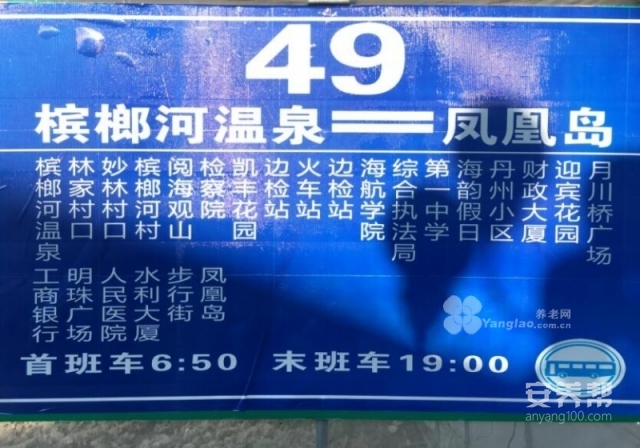 49
槟榔河温泉══凤凰岛
槟榔河温泉
林家村口
妙林村口
槟榔河村
阅海观山
检察院
凯丰花园
边检站
火车站
边检站
海航学院
综合执法局
第一中学
海韵假日
丹州小区
财政大厦
迎宾花园
月川桥广场
工商银行
明珠广场
人民医院
水利大厦
步行街
凤凰岛
首班车6:50 末班车19:00
养老网
Yanglao.com.cn
安养帮
anyang100.com